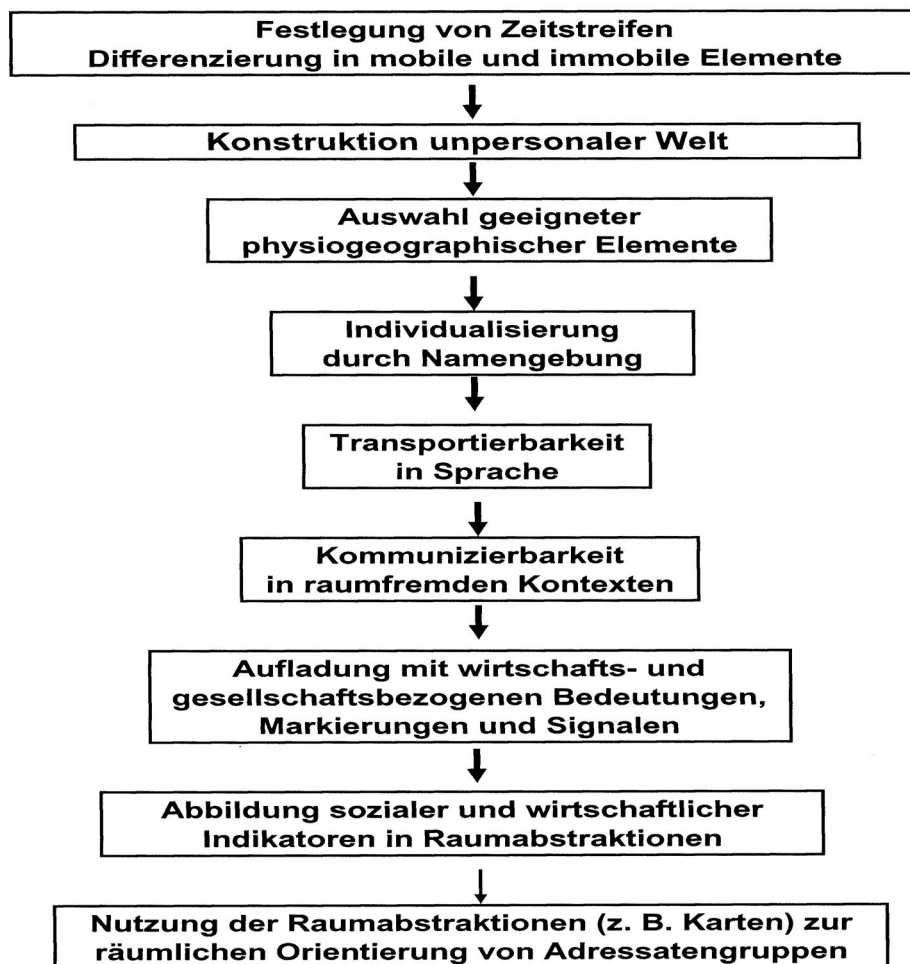 Festlegung von Zeitstreifen
Differenzierung in mobile und immobile Elemente
Konstruktion unpersonaler Welt
Auswahl geeigneter
physiogeographischer Elemente
Individualisierung
durch Namengebung
Transportierbarkeit
in Sprache
Kommunizierbarkeit
in raumfremden Kontexten
Aufladung mit wirtschafts- und
gesellschaftsbezogenen Bedeutungen,
Markierungen und Signalen
Abbildung sozialer und wirtschaftlicher
Indikatoren in Raumabstraktionen
Nutzung der Raumabstraktionen (z. B. Karten) zur
räumlichen Orientierung von Adressatengruppen